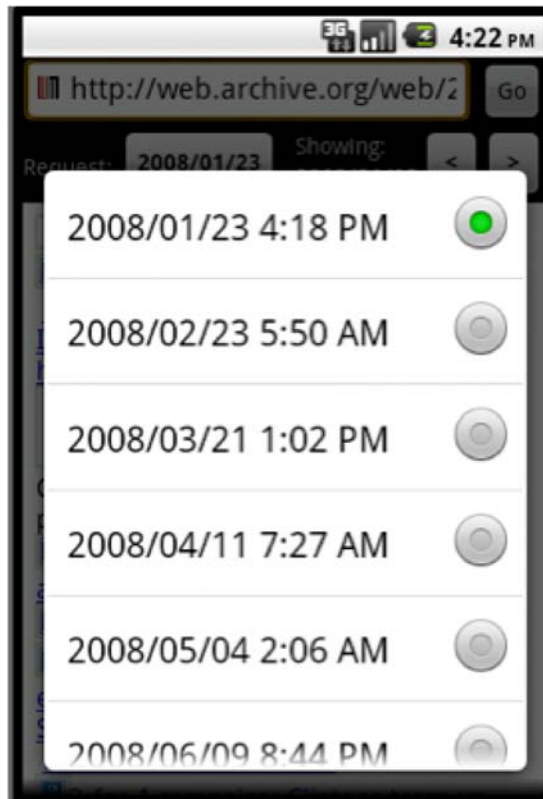 3G 4:22 PM
http://web.archive.org/web/2
Go
Request: 2008/01/23 Showing: < >
2008/01/23 4:18 PM
2008/02/23 5:50 AM
2008/03/21 1:02 PM
2008/04/11 7:27 AM
2008/05/04 2:06 AM
2008/06/09 8:44 PM